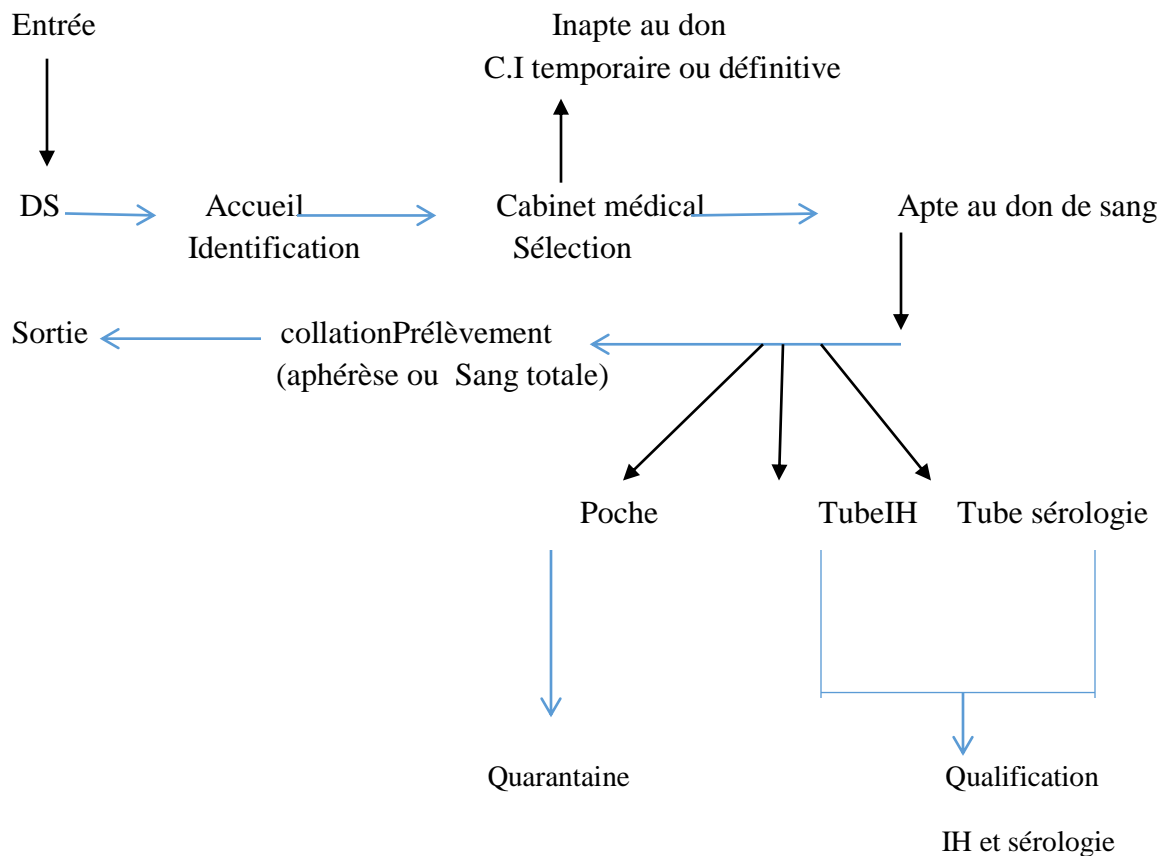 Entrée
Inapte au don
C.I temporaire ou définitive
DS
Accueil
Cabinet médical
Apte au don de sang
Identification
Sélection
Sortie
collationPrélèvement
(aphérèse ou Sang totale)
Poche
TubeIH
Tube sérologie
Quarantaine
Qualification
IH et sérologie